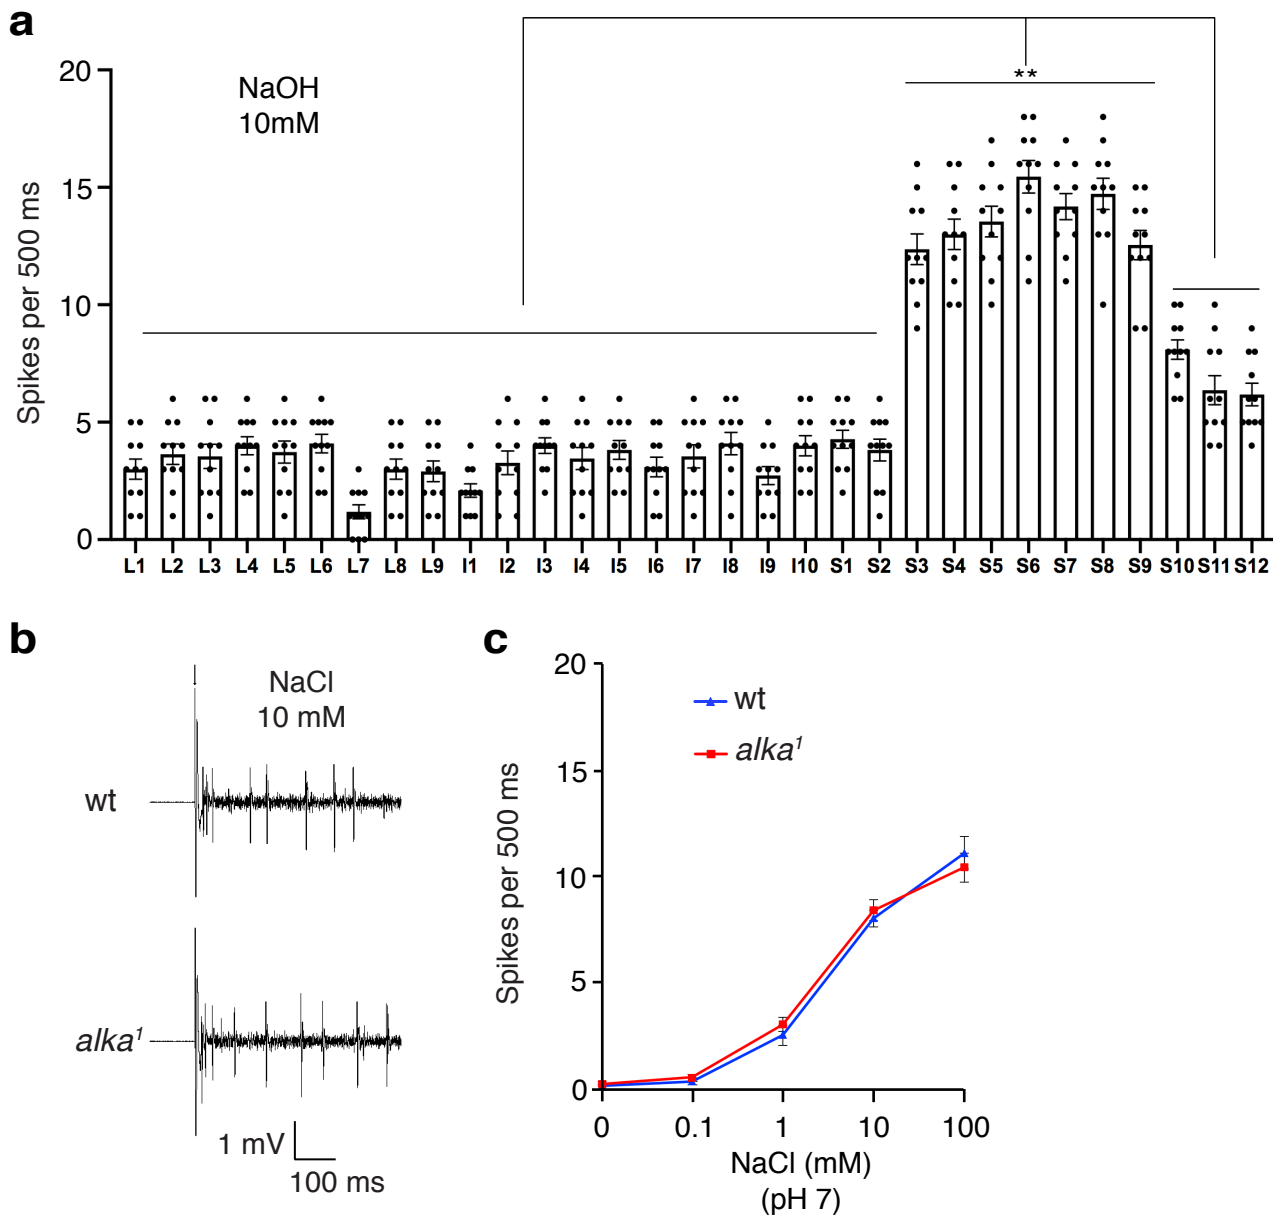 a
**
20
15
10
5
0
Spikes per 500 ms
NaOH
10mM
L1 L2 L3 L4 L5 L6 L7 L8 L9 I1 I2 I3 I4 I5 I6 I7 I8 I9 I10 S1 S2 S3 S4 S5 S6 S7 S8 S9 S10 S11 S12
b
NaCl
10 mM
wt
alka¹
1 mV
100 ms
c
20
15
10
5
0
Spikes per 500 ms
wt
alka¹
0 0.1 1 10 100
NaCl (mM)
(pH 7)